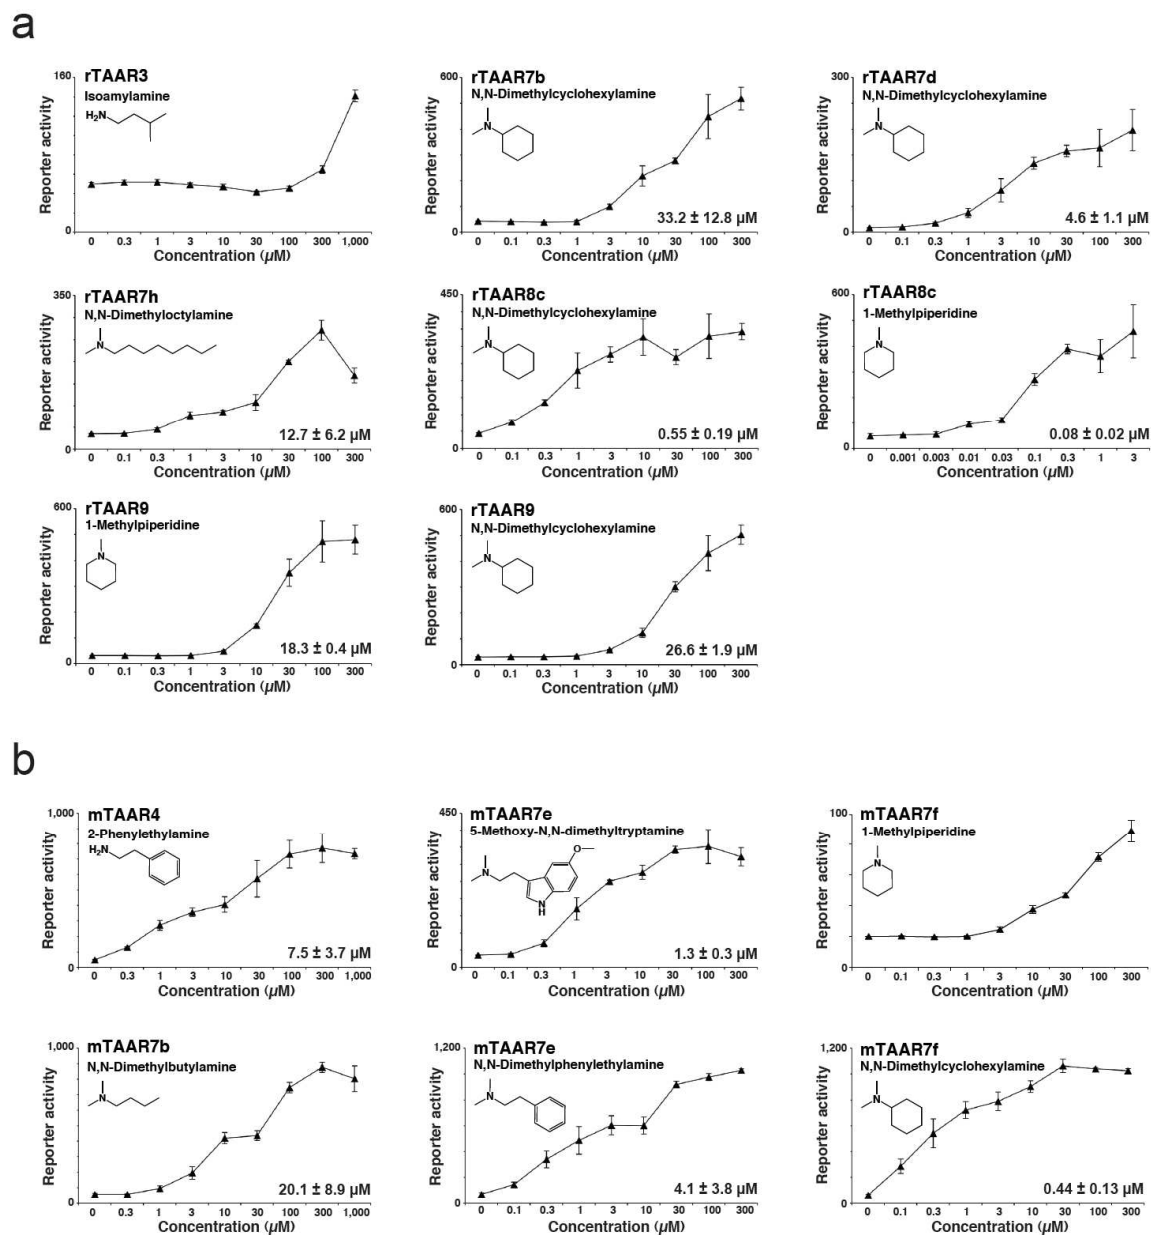 a
rTAAR3
Isoamylamine
H₂N
160
0
Reporter activity
0 0.3 1 3 10 30 100 300 1,000
Concentration (µM)
rTAAR7b
N,N-Dimethylcyclohexylamine
N
600
0
Reporter activity
33.2 ± 12.8 µM
0 0.1 0.3 1 3 10 30 100 300
Concentration (µM)
rTAAR7d
N,N-Dimethylcyclohexylamine
N
300
0
Reporter activity
4.6 ± 1.1 µM
0 0.1 0.3 1 3 10 30 100 300
Concentration (µM)
rTAAR7h
N,N-Dimethyloctylamine
N
350
0
Reporter activity
12.7 ± 6.2 µM
0 0.1 0.3 1 3 10 30 100 300
Concentration (µM)
rTAAR8c
N,N-Dimethylcyclohexylamine
N
450
0
Reporter activity
0.55 ± 0.19 µM
0 0.1 0.3 1 3 10 30 100 300
Concentration (µM)
rTAAR8c
1-Methylpiperidine
N
600
0
Reporter activity
0.08 ± 0.02 µM
0 0.001 0.003 0.01 0.03 0.1 0.3 1 3
Concentration (µM)
rTAAR9
1-Methylpiperidine
N
600
0
Reporter activity
18.3 ± 0.4 µM
0 0.1 0.3 1 3 10 30 100 300
Concentration (µM)
rTAAR9
N,N-Dimethylcyclohexylamine
N
600
0
Reporter activity
26.6 ± 1.9 µM
0 0.1 0.3 1 3 10 30 100 300
Concentration (µM)
b
mTAAR4
2-Phenylethylamine
H₂N
1,000
0
Reporter activity
7.5 ± 3.7 µM
0 0.3 1 3 10 30 100 300 1,000
Concentration (µM)
mTAAR7e
5-Methoxy-N,N-dimethyltryptamine
O
N
N
H
450
0
Reporter activity
1.3 ± 0.3 µM
0 0.1 0.3 1 3 10 30 100 300
Concentration (µM)
mTAAR7f
1-Methylpiperidine
N
100
0
Reporter activity
0 0.1 0.3 1 3 10 30 100 300
Concentration (µM)
mTAAR7b
N,N-Dimethylbutylamine
N
1,000
0
Reporter activity
20.1 ± 8.9 µM
0 0.3 1 3 10 30 100 300 1,000
Concentration (µM)
mTAAR7e
N,N-Dimethylphenylethylamine
N
1,200
0
Reporter activity
4.1 ± 3.8 µM
0 0.1 0.3 1 3 10 30 100 300
Concentration (µM)
mTAAR7f
N,N-Dimethylcyclohexylamine
N
1,200
0
Reporter activity
0.44 ± 0.13 µM
0 0.1 0.3 1 3 10 30 100 300
Concentration (µM)